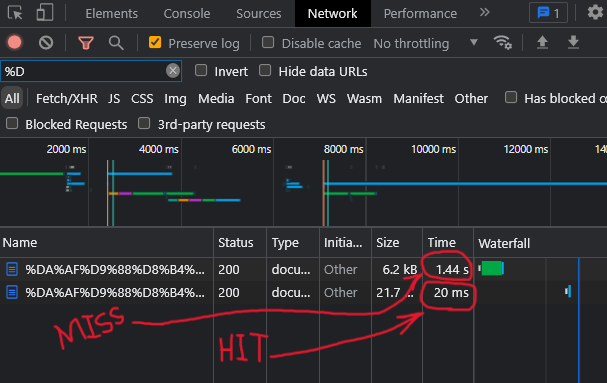 Elements Console Sources Network Performance » 1
Preserve log Disable cache No throttling
%D Invert Hide data URLs
All Fetch/XHR JS CSS Img Media Font Doc WS Wasm Manifest Other Has blocked c
Blocked Requests 3rd-party requests
2000 ms 4000 ms 6000 ms 8000 ms 10000 ms 12000 ms 140
Name Status Type Initia... Size Time Waterfall
%DA%AF%D9%88%D8%B4%... 200 docu... Other 6.2 kB 1.44 s
%DA%AF%D9%88%D8%B4%... 200 docu... Other 21.7 ... 20 ms
MISS
HIT